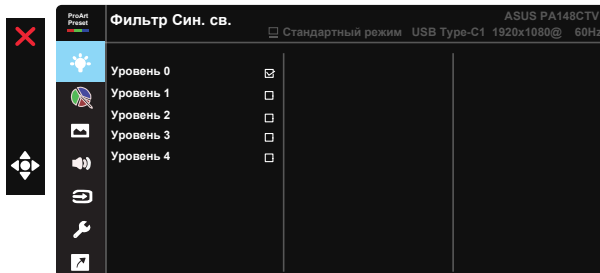 ProArt
Preset
Фильтр Син. св.
ASUS PA148CTV
Стандартный режим USB Type-C1 1920x1080@ 60Hz
Уровень 0
Уровень 1
Уровень 2
Уровень 3
Уровень 4